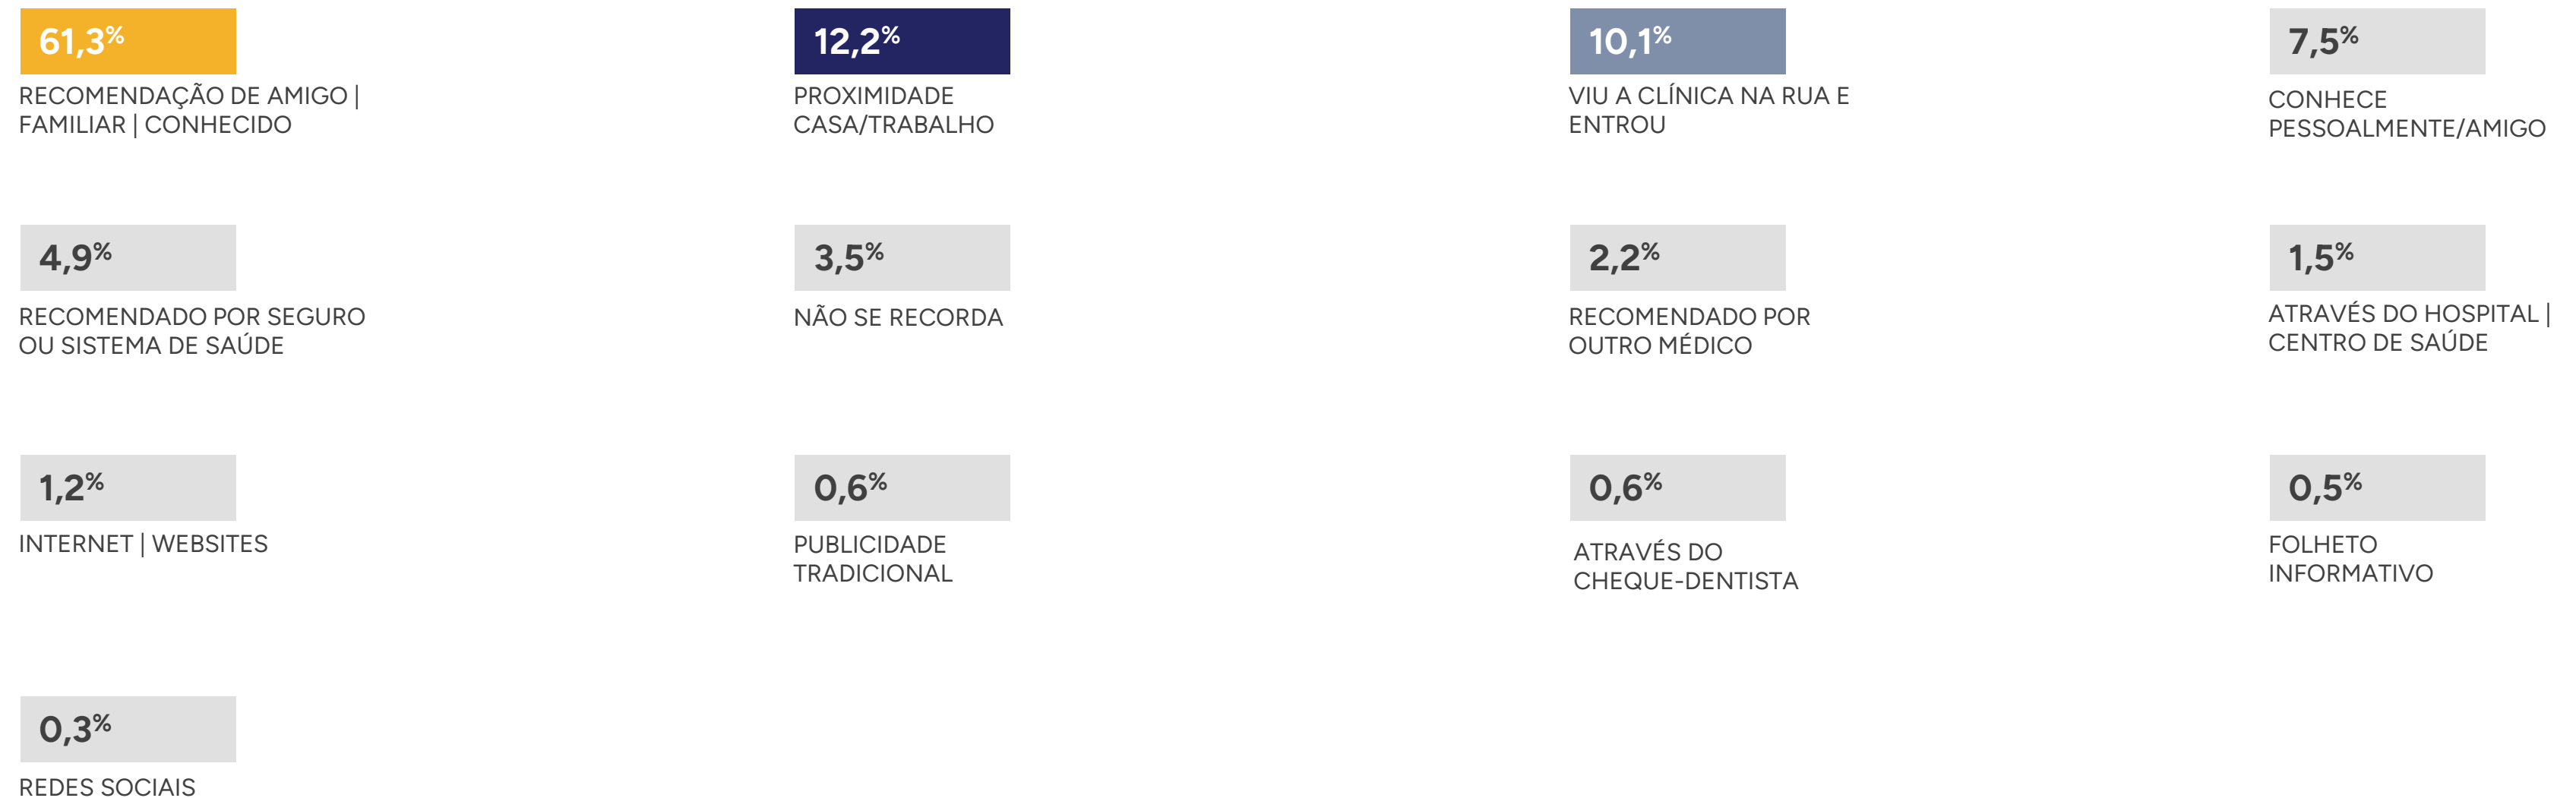 61,3%
RECOMENDAÇÃO DE AMIGO |
FAMILIAR | CONHECIDO
12,2%
PROXIMIDADE
CASA/TRABALHO
10,1%
VIU A CLÍNICA NA RUA E
ENTROU
7,5%
CONHECE
PESSOALMENTE/AMIGO
4,9%
RECOMENDADO POR SEGURO
OU SISTEMA DE SAÚDE
3,5%
NÃO SE RECORDA
2,2%
RECOMENDADO POR
OUTRO MÉDICO
1,5%
ATRAVÉS DO HOSPITAL |
CENTRO DE SAÚDE
1,2%
INTERNET | WEBSITES
0,6%
PUBLICIDADE
TRADICIONAL
0,6%
ATRAVÉS DO
CHEQUE-DENTISTA
0,5%
FOLHETO
INFORMATIVO
0,3%
REDES SOCIAIS